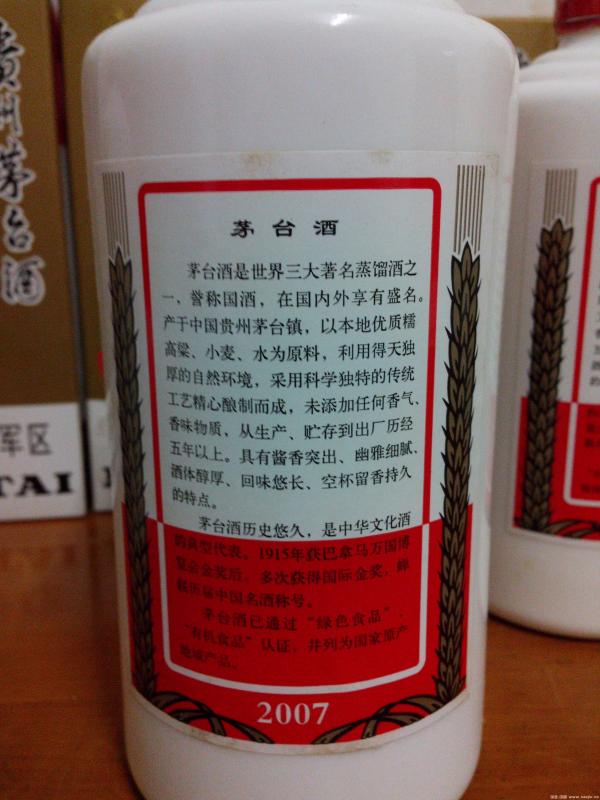 茅台酒
茅台酒是世界三大著名蒸馏酒之
一，誉称国酒，在国内外享有盛名。
产于中国贵州茅台镇，以本地优质糯
高粱、小麦、水为原料，利用得天独
厚的自然环境，采用科学独特的传统
工艺精心酿制而成，未添加任何香气、
香味物质，从生产、贮存到出厂历经
五年以上。具有酱香突出、幽雅细腻、
酒体醇厚、回味悠长、空杯留香持久
的特点。
茅台酒历史悠久，是中华文化酒
的典型代表。1915年获巴拿马万国博
览会金奖后，多次获得国际金奖，蝉
联历届中国名酒称号。
茅台酒已通过“绿色食品”、
“有机食品”认证，并列为国家原产
地域产品。
2007
贵州茅台酒
军区
TAI